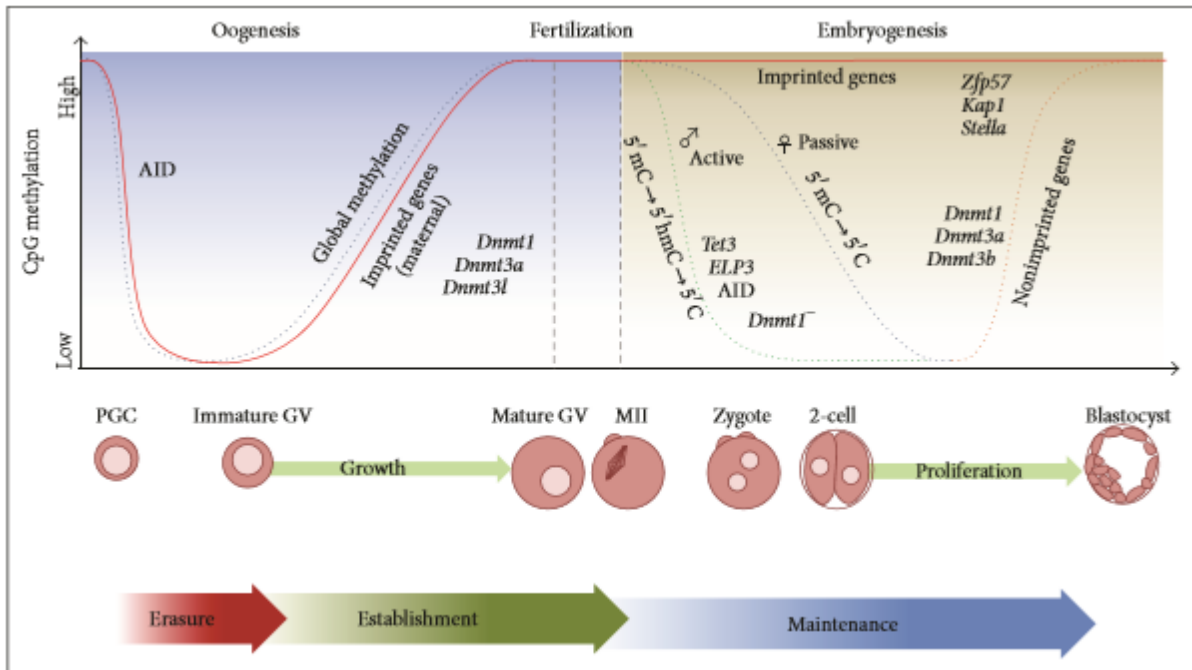 Oogenesis
Fertilization
Embryogenesis
CpG methylation
High
Low
AID
Global methylation
Imprinted genes
(maternal)
Dnmt1
Dnmt3a
Dnmt3l
Imprinted genes
Zfp57
Kap1
Stella
♂
Active
♀ Passive
5′ mC→5′hmC→5′C
5′ mC→5′C
Tet3
ELP3
AID
Dnmt1⁻
Dnmt1
Dnmt3a
Dnmt3b
Nonimprinted genes
PGC
Immature GV
Mature GV
MII
Zygote
2-cell
Blastocyst
Growth
Proliferation
Erasure
Establishment
Maintenance